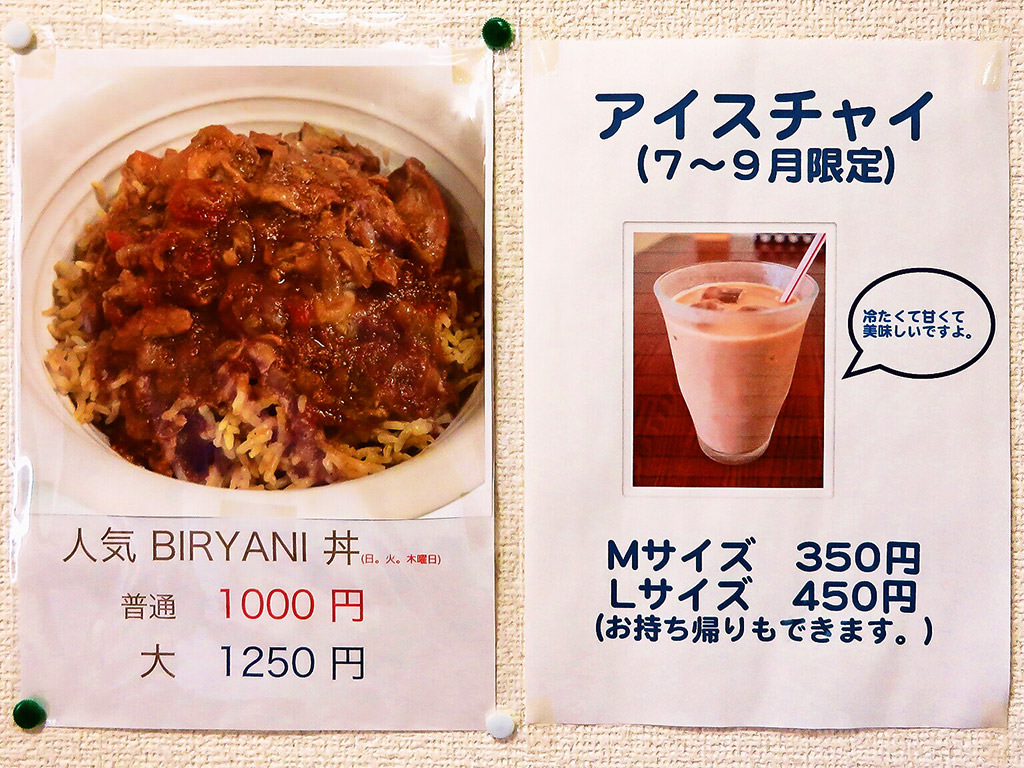 人気 BIRYANI 丼(日。火。木曜日)
普通 1000 円
大 1250 円
アイスチャイ
(7～9月限定)
冷たくて甘くて
美味しいですよ。
Mサイズ 350円
Lサイズ 450円
(お持ち帰りもできます。)